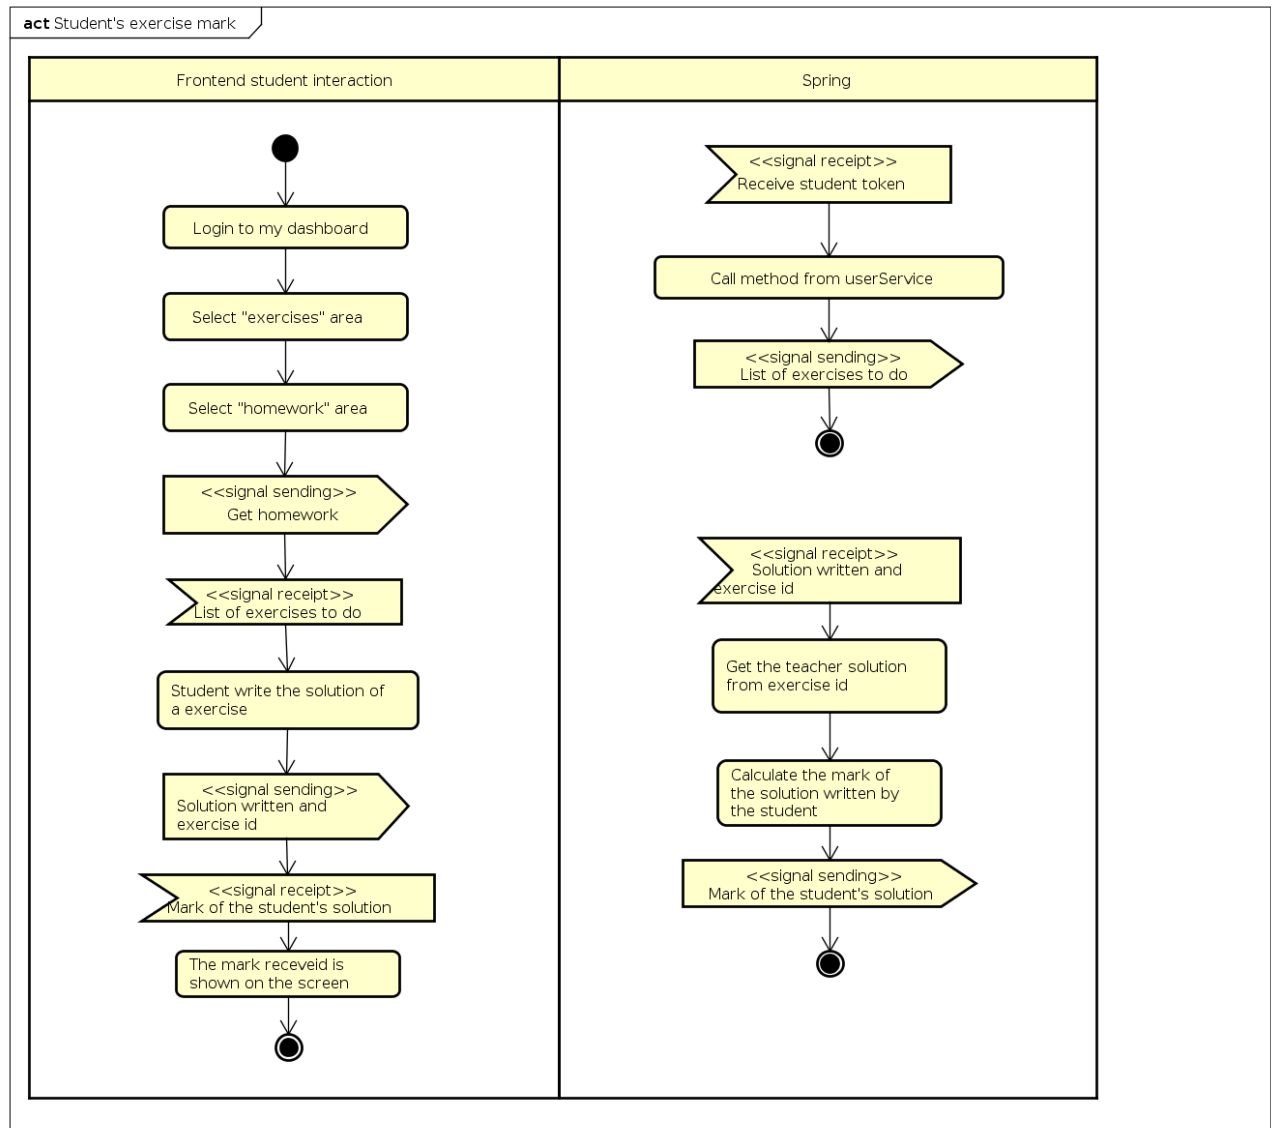 act Student's exercise mark
Frontend student interaction
Spring
Login to my dashboard
Select "exercises" area
Select "homework" area
<<signal sending>>
Get homework
<<signal receipt>>
List of exercises to do
Student write the solution of
a exercise
<<signal sending>>
Solution written and
exercise id
<<signal receipt>>
Mark of the student's solution
The mark receveid is
shown on the screen
<<signal receipt>>
Receive student token
Call method from userService
<<signal sending>>
List of exercises to do
<<signal receipt>>
Solution written and
exercise id
Get the teacher solution
from exercise id
Calculate the mark of
the solution written by
the student
<<signal sending>>
Mark of the student's solution